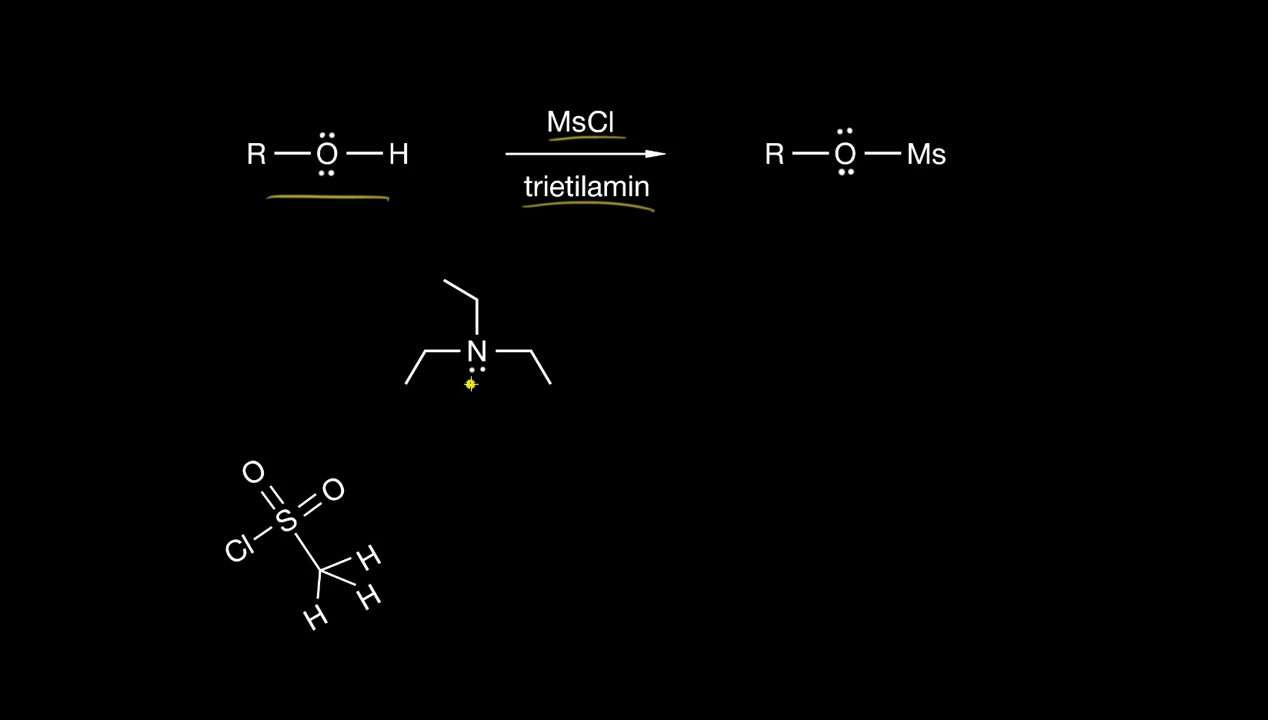 R — O — H
MsCl
trietilamin
R — O — Ms
N
O
O
S
Cl
H
H
H